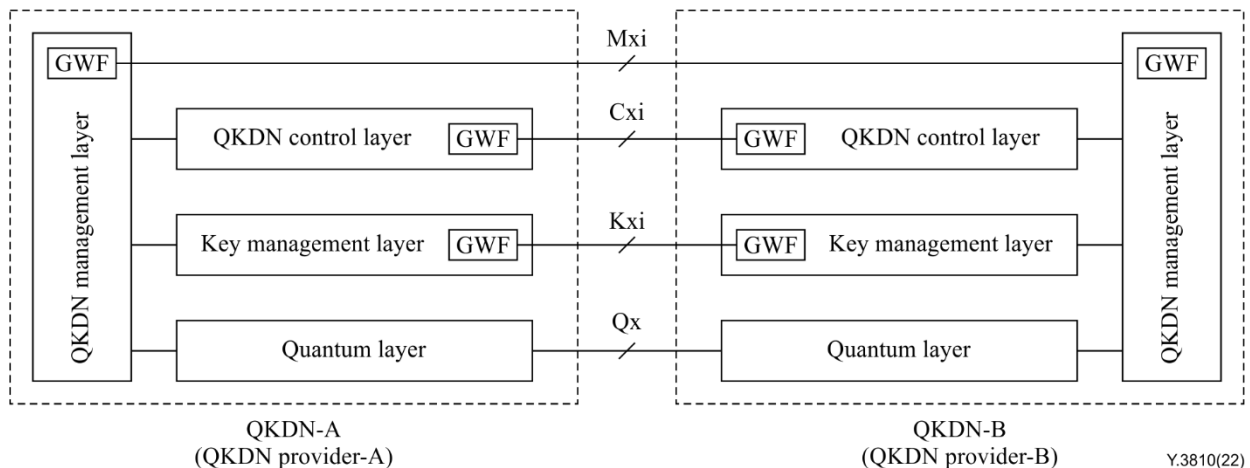 Mxi
GWF
GWF
Cxi
QKDN control layer
GWF
GWF
QKDN control layer
QKDN management layer
QKDN management layer
Kxi
Key management layer
GWF
GWF
Key management layer
Qx
Quantum layer
Quantum layer
QKDN-A
(QKDN provider-A)
QKDN-B
(QKDN provider-B)
Y.3810(22)